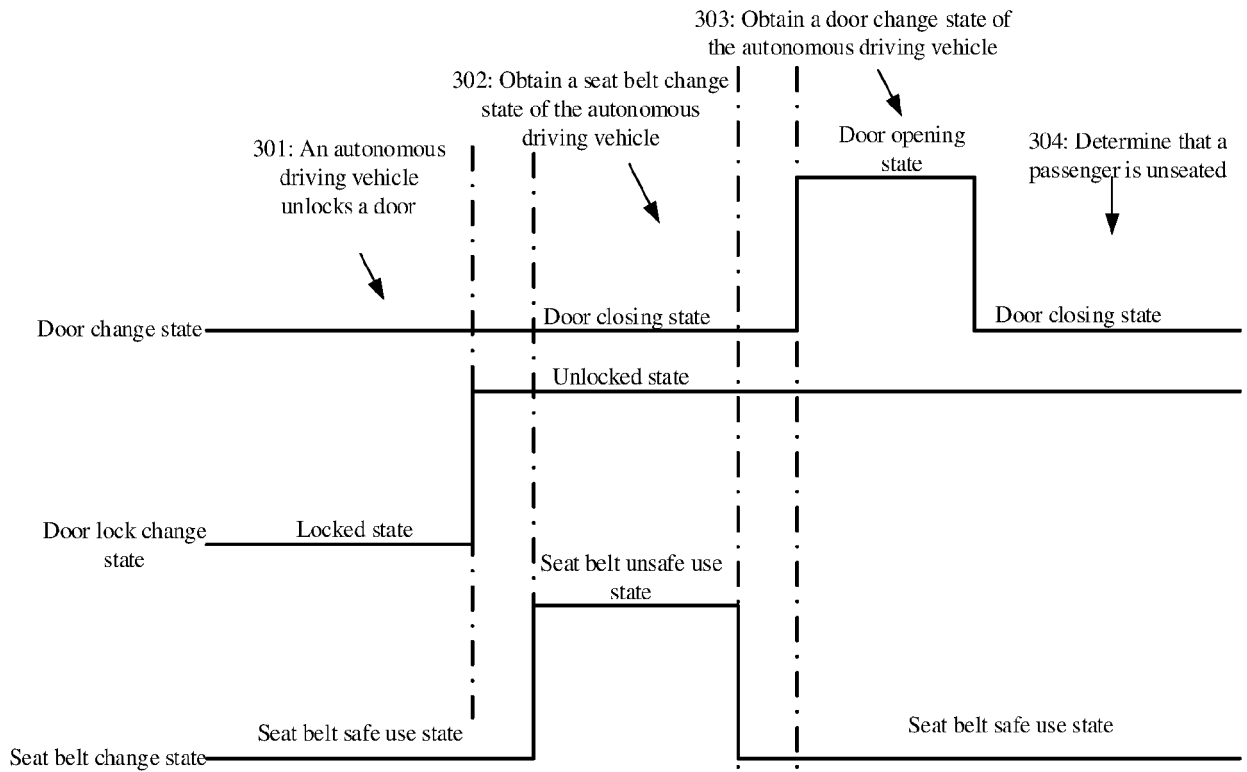 303: Obtain a door change state of
the autonomous driving vehicle
302: Obtain a seat belt change
state of the autonomous
driving vehicle
301: An autonomous
driving vehicle
unlocks a door
Door opening
state
304: Determine that a
passenger is unseated
Door change state
Door closing state
Door closing state
Unlocked state
Door lock change
state
Locked state
Seat belt unsafe use
state
Seat belt change state
Seat belt safe use state
Seat belt safe use state